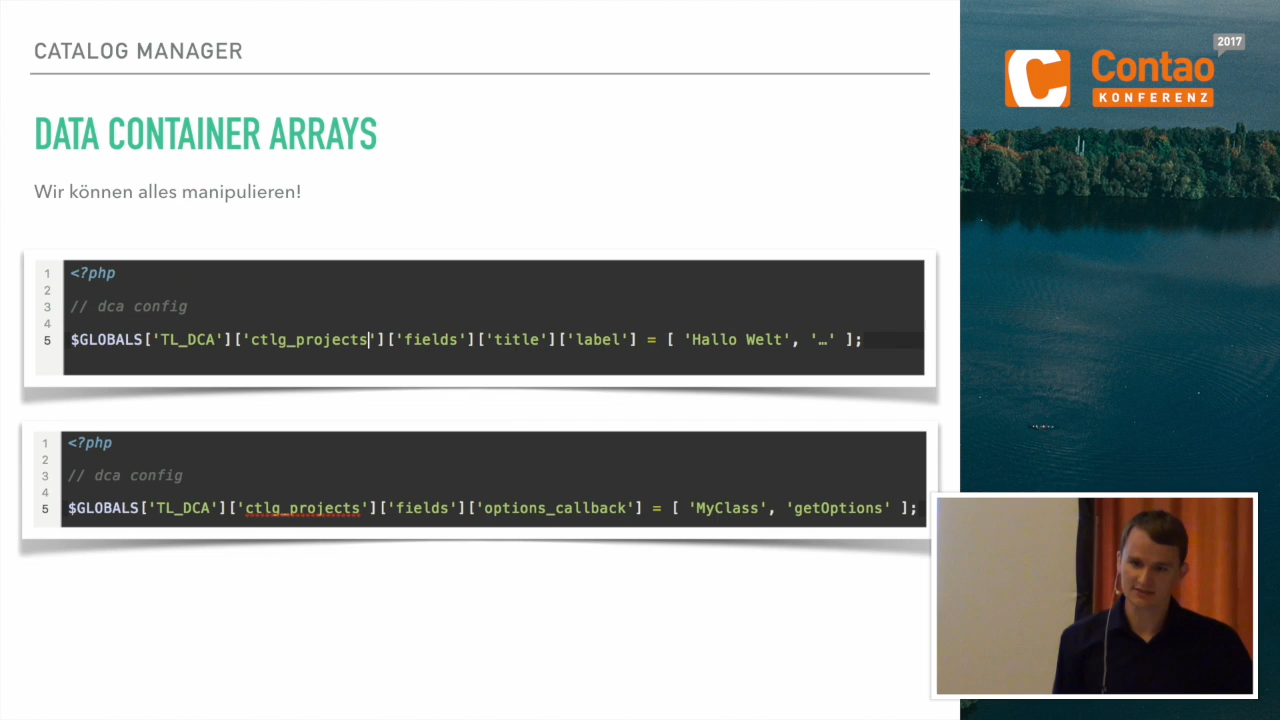 CATALOG MANAGER
DATA CONTAINER ARRAYS
Wir können alles manipulieren!
1 <?php
2
3 // dca config
4
5 $GLOBALS['TL_DCA']['ctlg_projects']['fields']['title']['label'] = [ 'Hallo Welt', '…' ];
1 <?php
2
3 // dca config
4
5 $GLOBALS['TL_DCA']['ctlg_projects']['fields']['options_callback'] = [ 'MyClass', 'getOptions' ];
2017
Contao
KONFERENZ